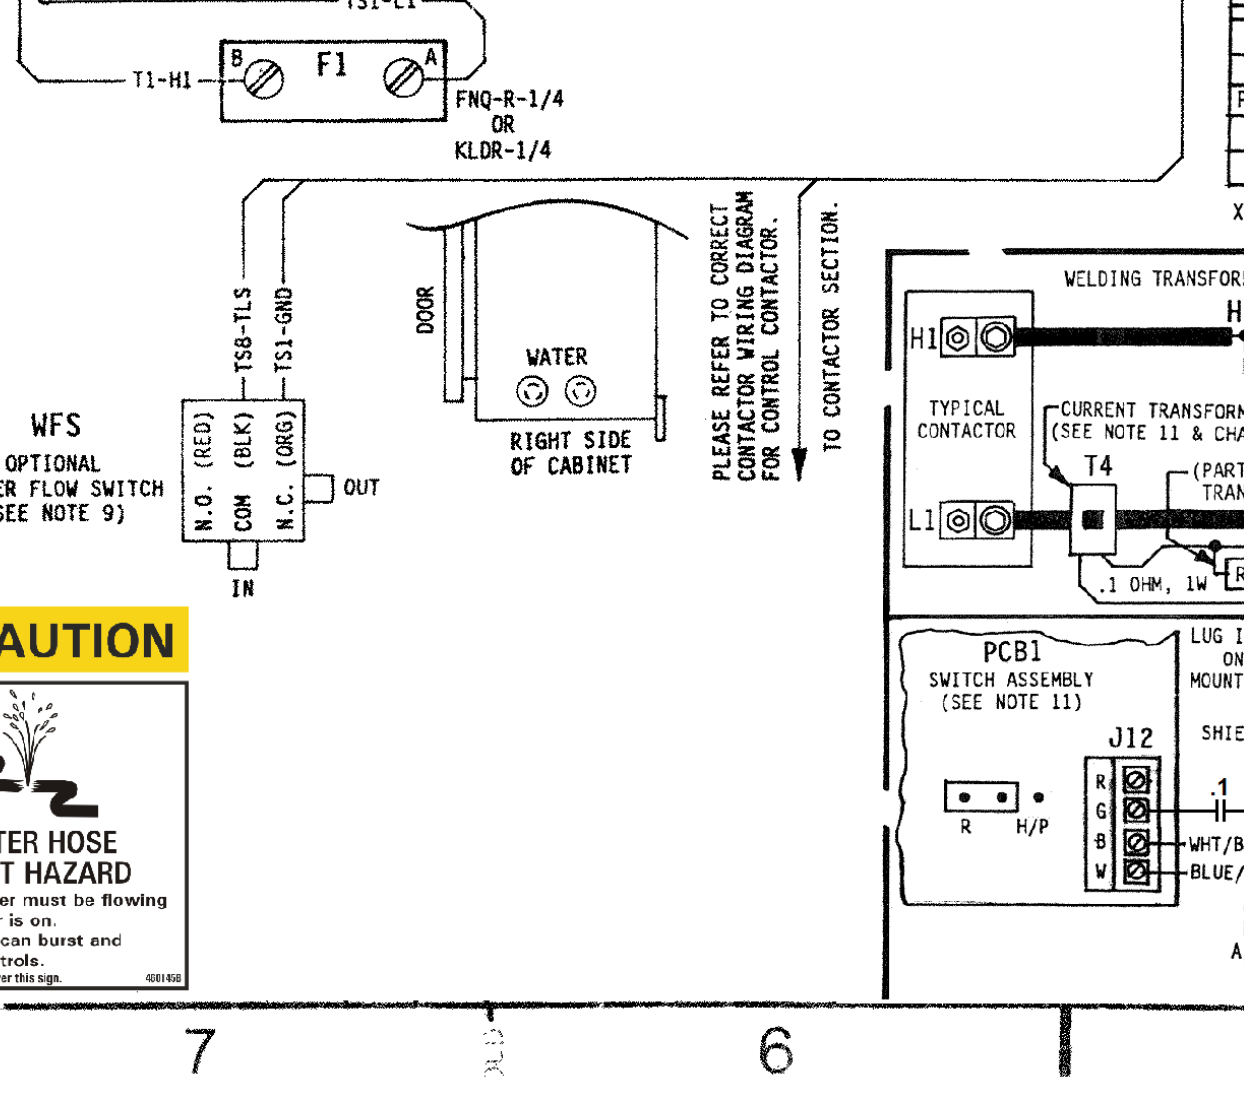 TS1-L1
B
F1
A
T1-H1
FNQ-R-1/4
OR
KLDR-1/4
TS8-TLS
TS1-GND
DOOR
WATER
RIGHT SIDE
OF CABINET
PLEASE REFER TO CORRECT
CONTACTOR WIRING DIAGRAM
FOR CONTROL CONTACTOR.
TO CONTACTOR SECTION.
WFS
OPTIONAL
ER FLOW SWITCH
SEE NOTE 9)
N.O. (RED)
COM (BLK)
N.C. (ORG)
OUT
IN
X
WELDING TRANSFOR
H
H1
TYPICAL
CONTACTOR
CURRENT TRANSFORM
(SEE NOTE 11 & CHA
T4
(PART
TRAN
L1
.1 OHM, 1W
R
AUTION
TER HOSE
T HAZARD
er must be flowing
r is on.
can burst and
trols.
er this sign.
460145B
PCB1
SWITCH ASSEMBLY
(SEE NOTE 11)
LUG I
ON
MOUNT
SHIE
J12
R
G
B
W
R
H/P
.1
WHT/B
BLUE/
A
7
6